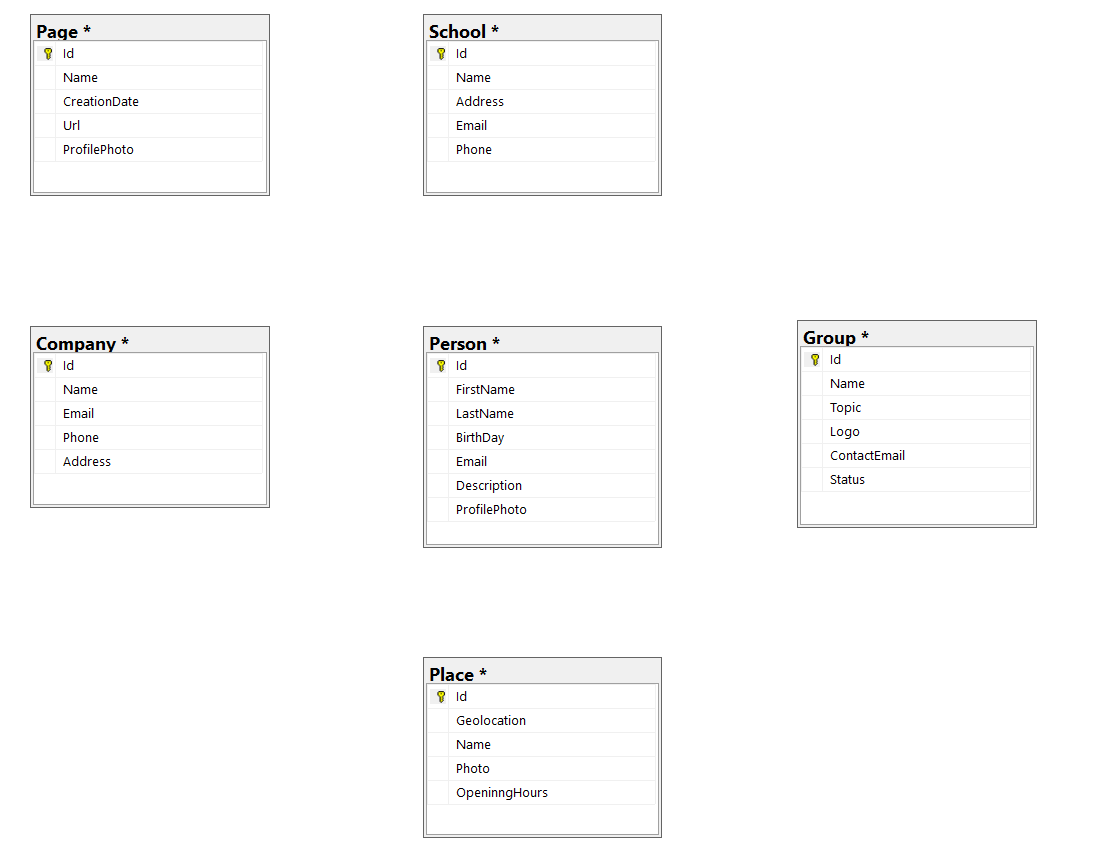 Page *
Id
Name
CreationDate
Url
ProfilePhoto
School *
Id
Name
Address
Email
Phone
Company *
Id
Name
Email
Phone
Address
Person *
Id
FirstName
LastName
BirthDay
Email
Description
ProfilePhoto
Group *
Id
Name
Topic
Logo
ContactEmail
Status
Place *
Id
Geolocation
Name
Photo
OpeninngHours